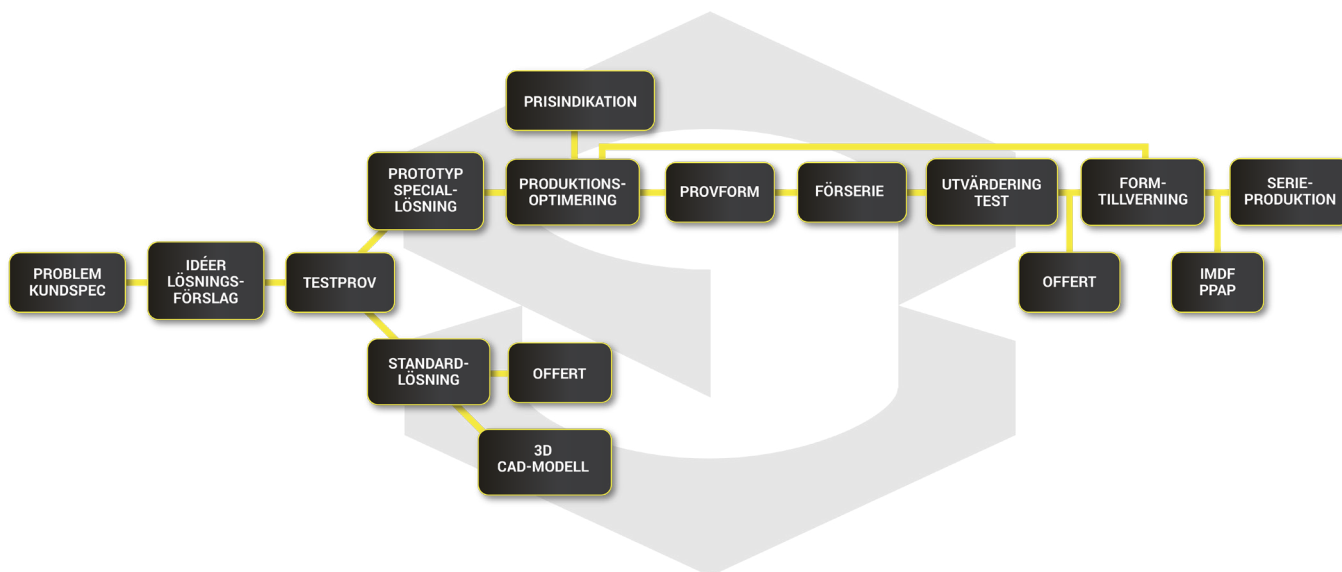 PROBLEM
KUNDSPEC
IDÉER
LÖSNINGS-
FÖRSLAG
TESTPROV
PROTOTYP
SPECIAL-
LÖSNING
PRISINDIKATION
PRODUKTIONS-
OPTIMERING
PROVFORM
FÖRSERIE
UTVÄRDERING
TEST
OFFERT
FORM-
TILLVERNING
IMDF
PPAP
SERIE-
PRODUKTION
STANDARD-
LÖSNING
OFFERT
3D
CAD-MODELL